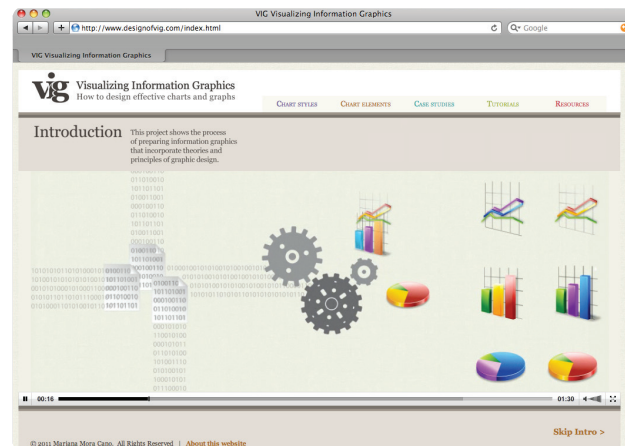 VIG Visualizing Information Graphics
http://www.designofvig.com/index.html
Google
VIG Visualizing Information Graphics
vig
Visualizing Information Graphics
How to design effective charts and graphs
Chart styles Chart elements Case studies Tutorials Resources
Introduction
This project shows the process
of preparing information graphics
that incorporate theories and
principles of graphic design.
00:16
01:30
Skip Intro >
© 2011 Mariana Mora Cano. All Rights Reserved | About this website